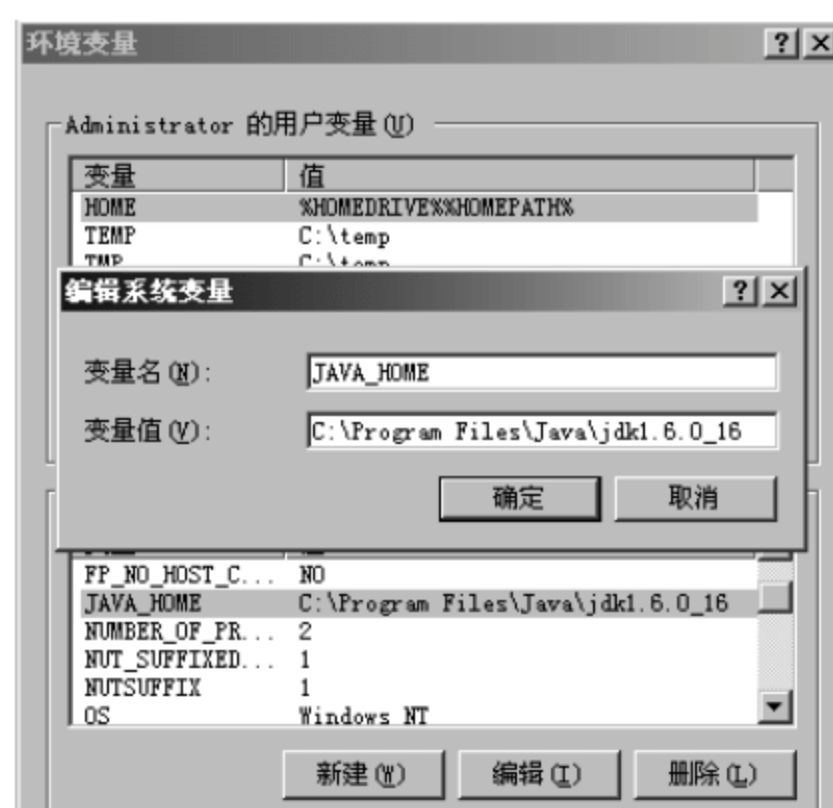 环境变量
Administrator 的用户变量(U)
变量 值
HOME %HOMEDRIVE%%HOMEPATH%
TEMP C:\temp
TMP C:\temp
编辑系统变量
变量名(N): JAVA_HOME
变量值(V): C:\Program Files\Java\jdk1.6.0_16
确定 取消
FP_NO_HOST_C... NO
JAVA_HOME C:\Program Files\Java\jdk1.6.0_16
NUMBER_OF_PR... 2
NUT_SUFFIXED... 1
NUTSUFFIX 1
OS Windows NT
新建(W) 编辑(I) 删除(L)